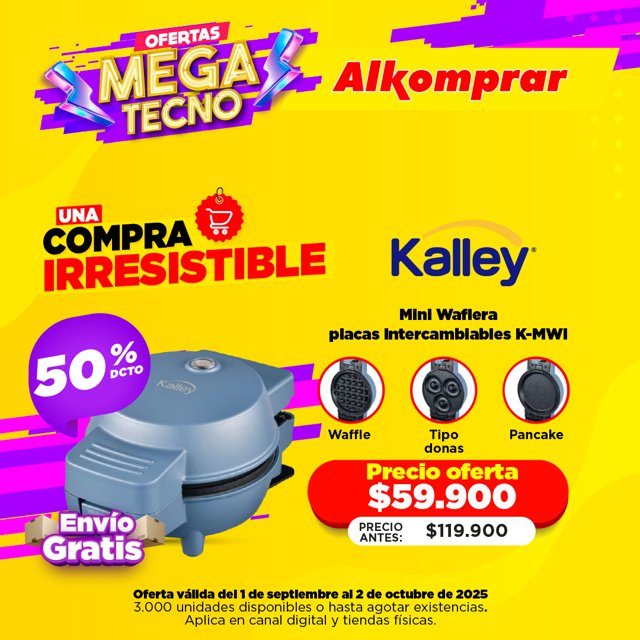 OFERTAS
MEGA
TECNO
Alkomprar
UNA
COMPRA
IRRESISTIBLE
Kalley®
Mini Waflera
placas Intercambiables K-MWI
50%
DCTO
Kalley
Waffle
Tipo
donas
Pancake
Precio oferta
$59.900
PRECIO
ANTES:
$119.900
Envío
Gratis
Oferta válida del 1 de septiembre al 2 de octubre de 2025
3.000 unidades disponibles o hasta agotar existencias.
Aplica en canal digital y tiendas físicas.